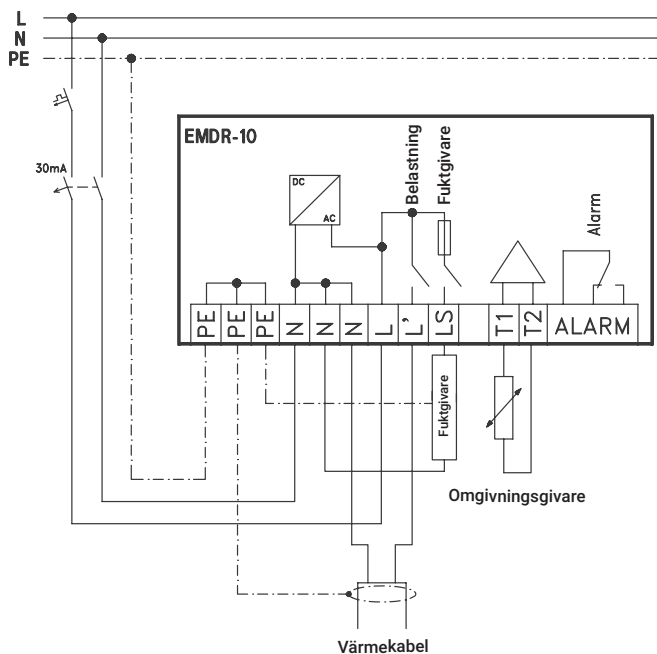 L
N
PE
EMDR-10
30mA
DC
AC
Belastning
Fuktgivare
Alarm
PE PE PE N N N L L' LS T1 T2 ALARM
Fuktgivare
Omgivningsgivare
Värmekabel